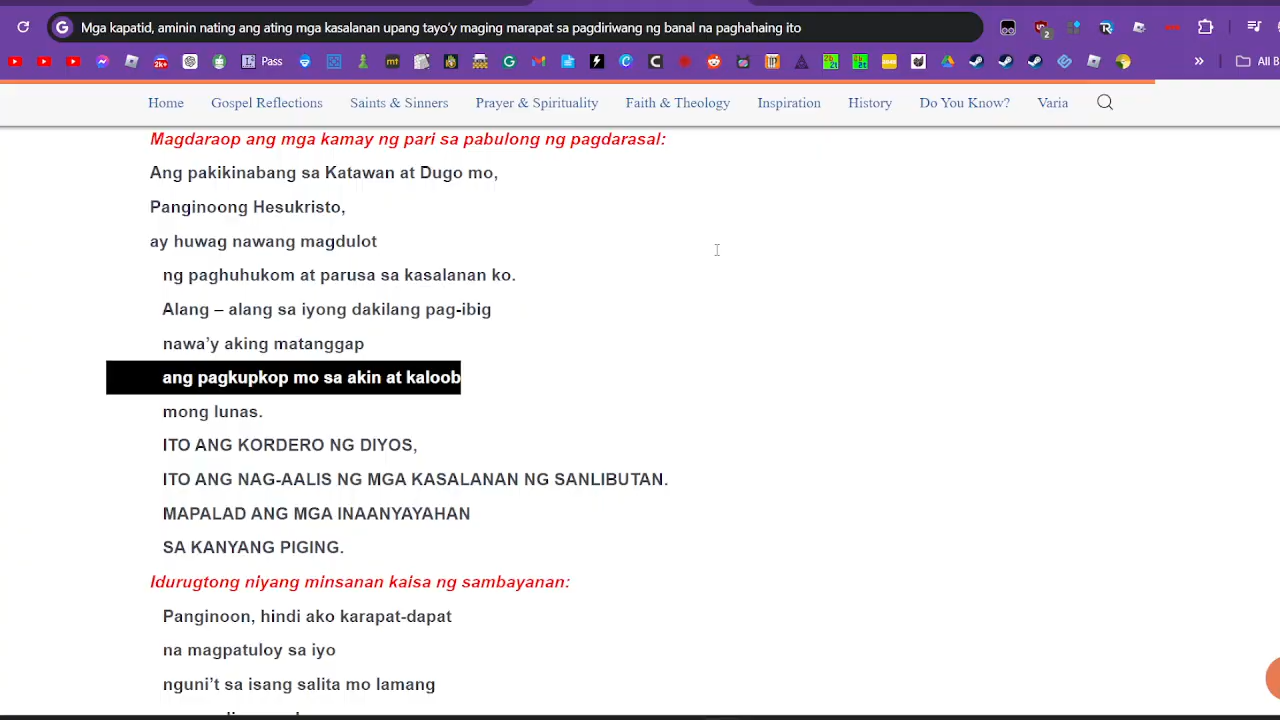 Mga kapatid, aminin nating ang ating mga kasalanan upang tayo'y maging marapat sa pagdiriwang ng banal na paghahaing ito
Pass
All B
Home Gospel Reflections Saints & Sinners Prayer & Spirituality Faith & Theology Inspiration History Do You Know? Varia
Magdaraop ang mga kamay ng pari sa pabulong ng pagdarasal:
Ang pakikinabang sa Katawan at Dugo mo,
Panginoong Hesukristo,
ay huwag nawang magdulot
ng paghuhukom at parusa sa kasalanan ko.
Alang – alang sa iyong dakilang pag-ibig
nawa'y aking matanggap
ang pagkupkop mo sa akin at kaloob
mong lunas.
ITO ANG KORDERO NG DIYOS,
ITO ANG NAG-AALIS NG MGA KASALANAN NG SANLIBUTAN.
MAPALAD ANG MGA INAANYAYAHAN
SA KANYANG PIGING.
Idurugtong niyang minsanan kaisa ng sambayanan:
Panginoon, hindi ako karapat-dapat
na magpatuloy sa iyo
nguni't sa isang salita mo lamang